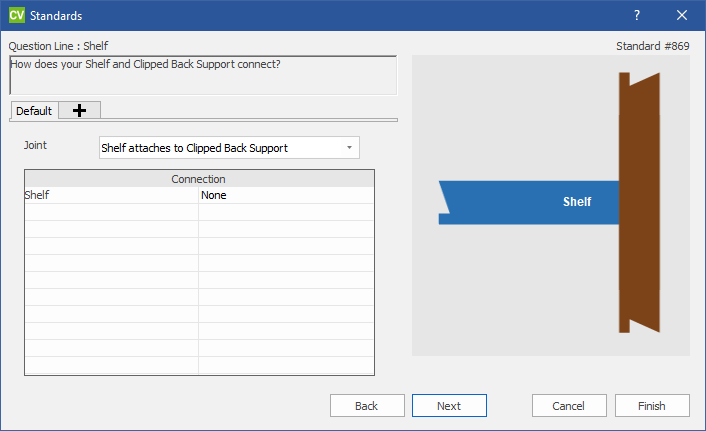 CV Standards
?
Question Line : Shelf
Standard #869
How does your Shelf and Clipped Back Support connect?
Default
Joint
Shelf attaches to Clipped Back Support
Connection
Shelf None
Shelf
Back Next Cancel Finish